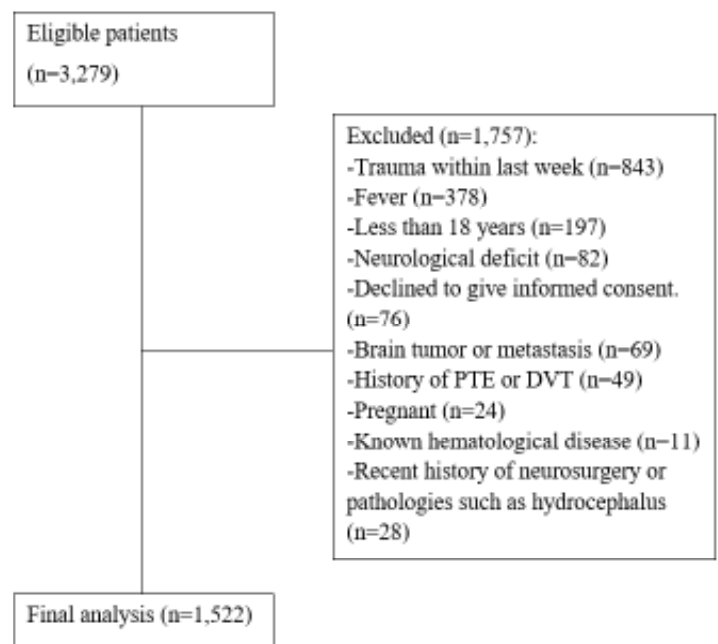 Eligible patients
(n=3,279)
Excluded (n=1,757):
-Trauma within last week (n=843)
-Fever (n=378)
-Less than 18 years (n=197)
-Neurological deficit (n=82)
-Declined to give informed consent.
(n=76)
-Brain tumor or metastasis (n=69)
-History of PTE or DVT (n=49)
-Pregnant (n=24)
-Known hematological disease (n=11)
-Recent history of neurosurgery or
pathologies such as hydrocephalus
(n=28)
Final analysis (n=1,522)